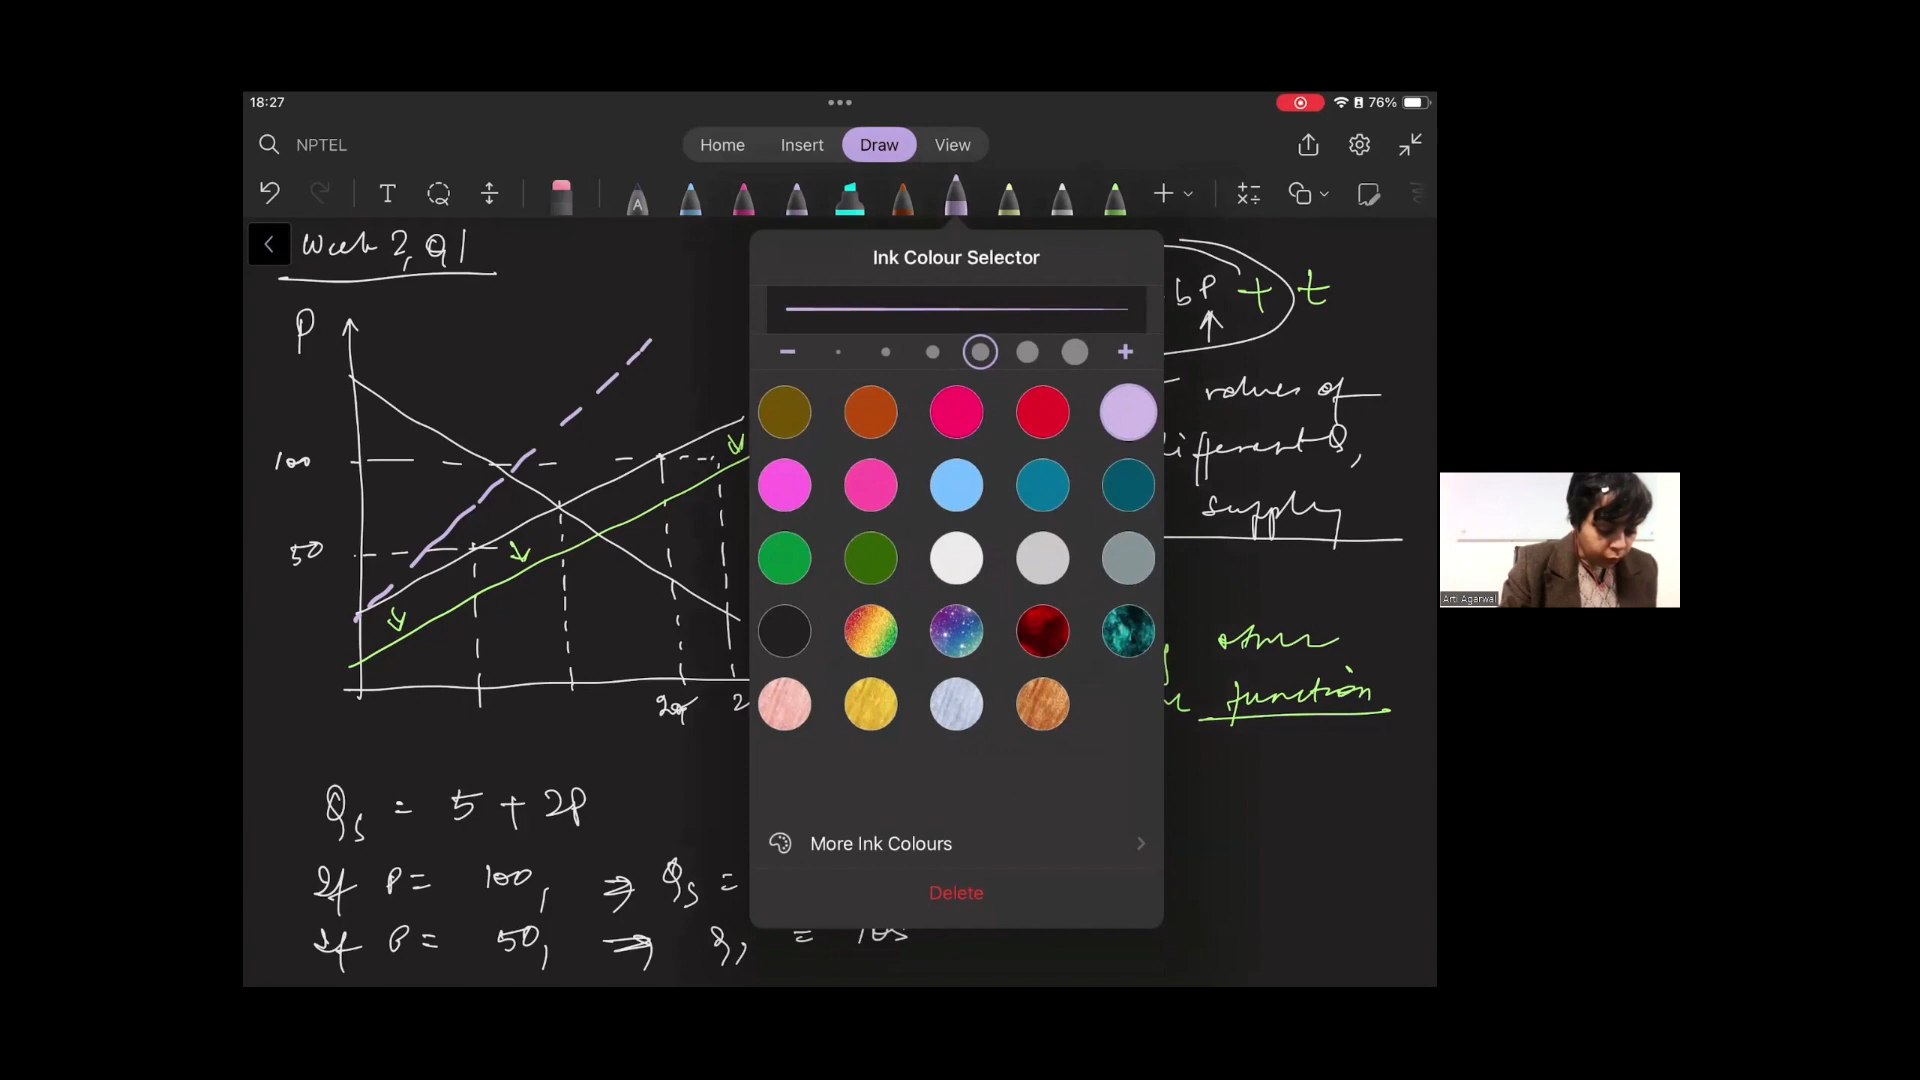 18:27
76%
NPTEL
Home Insert Draw View
T
A
Week 2, Q1
Ink Colour Selector
bP + t
P
values of
100
different Q,
50
supply
Arti Agarwal
other
function
20
2
Qs = 5 + 2P
If P = 100, ⇒ Qs =
If P = 50, ⇒ = 105
More Ink Colours
Delete